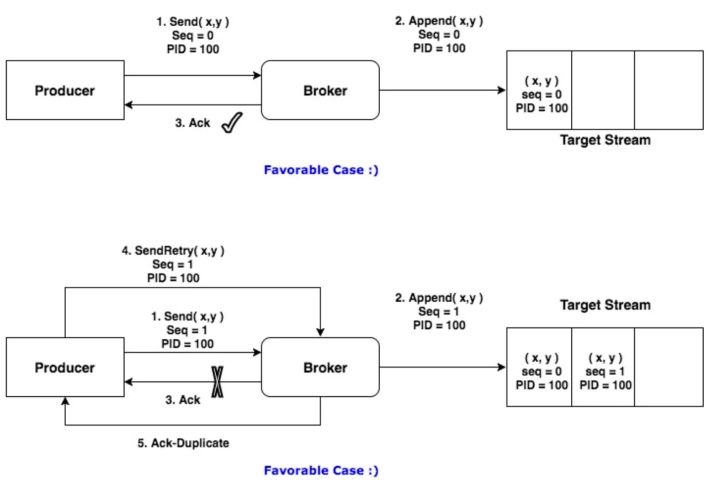 1. Send( x,y )
Seq = 0
PID = 100
2. Append( x,y )
Seq = 0
PID = 100
Producer
Broker
( x, y )
seq = 0
PID = 100
3. Ack
Target Stream
Favorable Case :)
4. SendRetry( x,y )
Seq = 1
PID = 100
1. Send( x,y )
Seq = 1
PID = 100
2. Append( x,y )
Seq = 1
PID = 100
Target Stream
Producer
Broker
( x, y )
seq = 0
PID = 100
( x, y )
seq = 1
PID = 100
3. Ack
5. Ack-Duplicate
Favorable Case :)